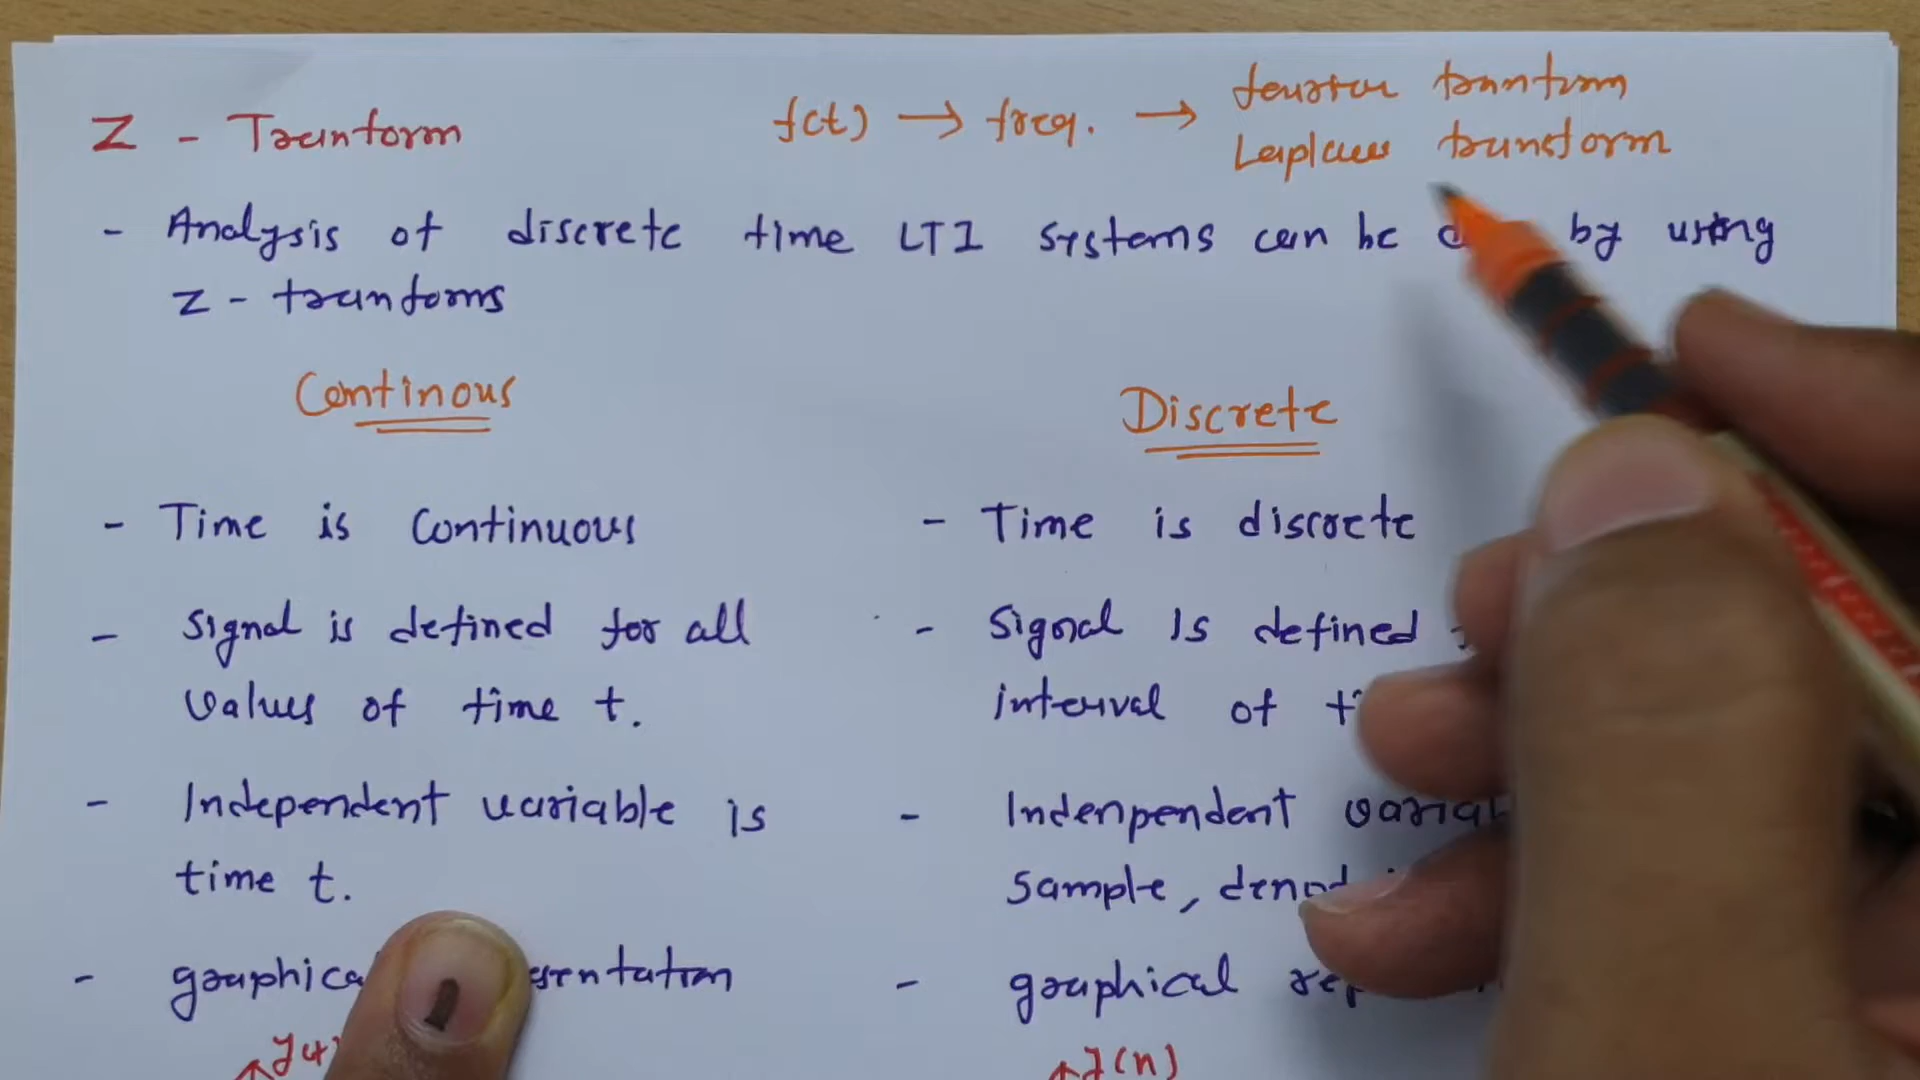 Z - Transform
f(t) → freq. → fourier transform
Laplace transform
- Analysis of discrete time LTI systems can be by using
Z - transforms
Continous
Discrete
- Time is continuous
- Time is discrete
- Signal is defined for all
values of time t.
- Signal is defined
interval of
- Independent variable is
time t.
- Indenpendent
sample,
- graphical
- graphical
f(n)